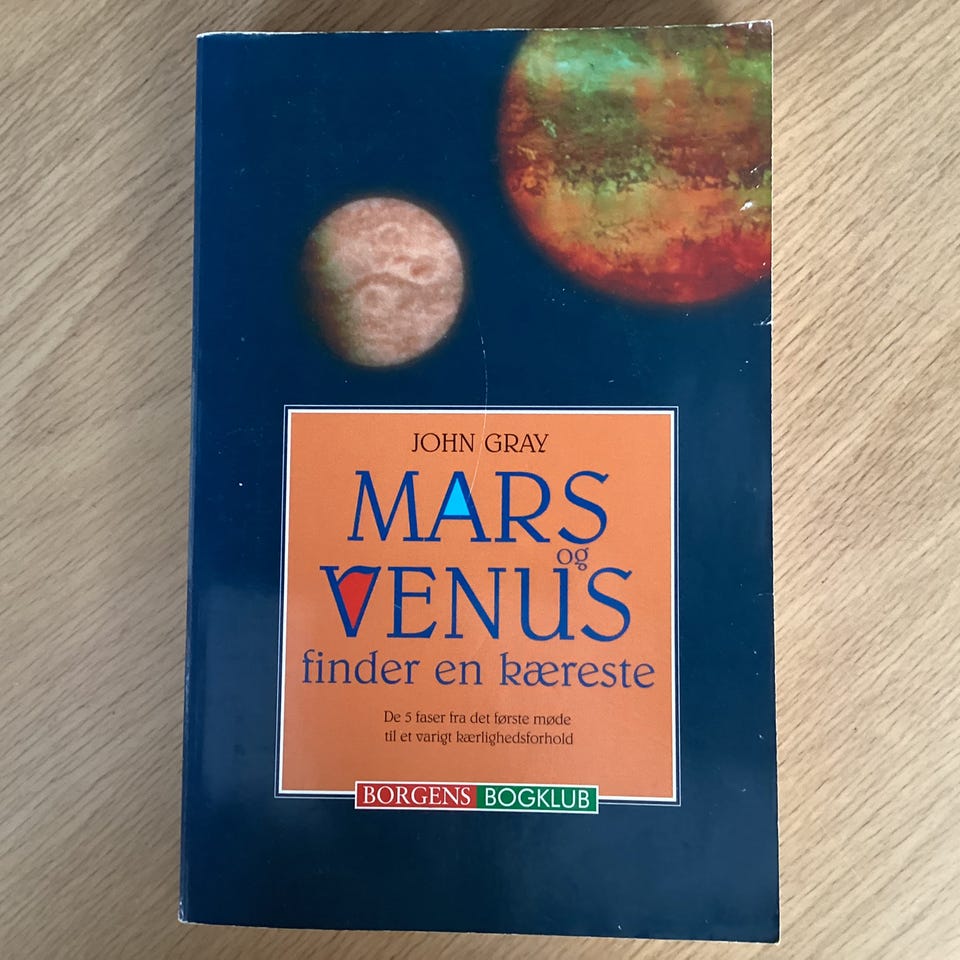 JOHN GRAY
MARS
og
VENUS
finder en kæreste
De 5 faser fra det første møde
til et varigt kærlighedsforhold
BORGENS BOGKLUB